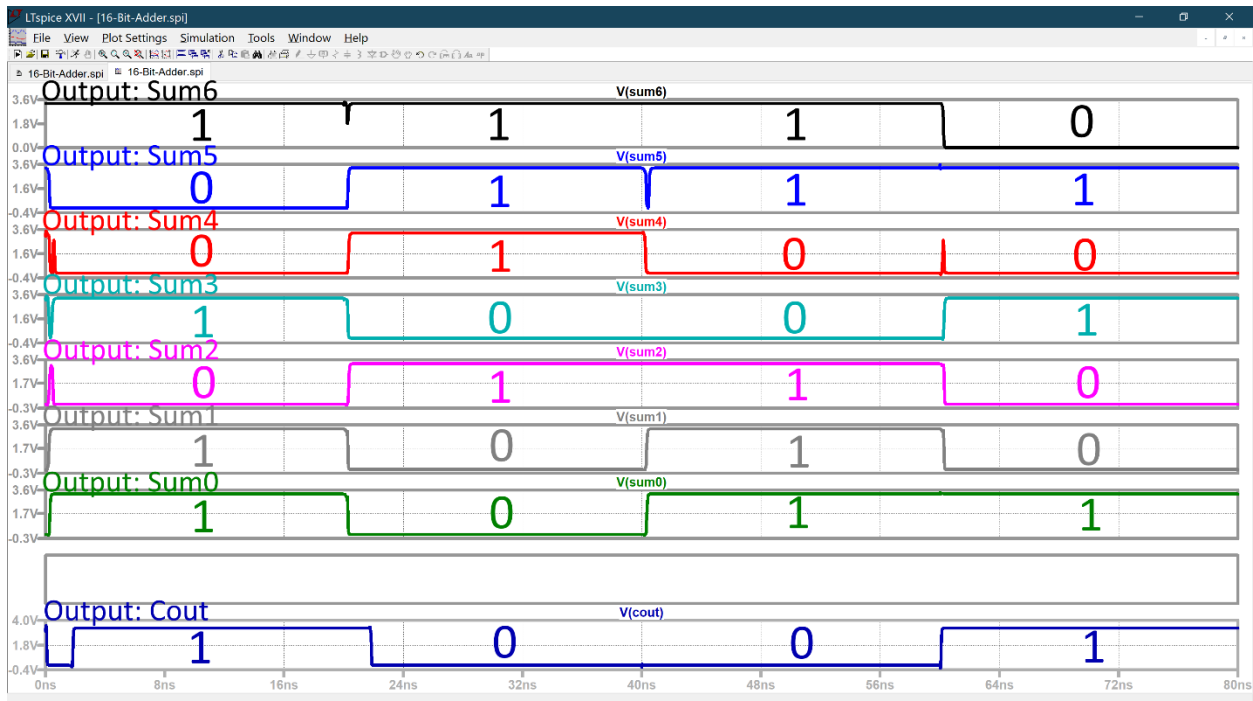 LTspice XVII - [16-Bit-Adder.spi]
File View Plot Settings Simulation Tools Window Help
16-Bit-Adder.spi 16-Bit-Adder.spi
Output: Sum6
V(sum6)
3.6V
1.8V
0.0V
1 1 1 0
Output: Sum5
V(sum5)
3.6V
1.6V
-0.4V
0 1 1 1
Output: Sum4
V(sum4)
3.6V
1.6V
-0.4V
0 1 0 0
Output: Sum3
V(sum3)
3.6V
1.6V
-0.4V
1 0 0 1
Output: Sum2
V(sum2)
3.6V
1.7V
-0.3V
0 1 1 0
Output: Sum1
V(sum1)
3.6V
1.7V
-0.3V
1 0 1 0
Output: Sum0
V(sum0)
3.6V
1.7V
-0.3V
1 0 1 1
Output: Cout
V(cout)
4.0V
1.8V
-0.4V
1 0 0 1
0ns 8ns 16ns 24ns 32ns 40ns 48ns 56ns 64ns 72ns 80ns